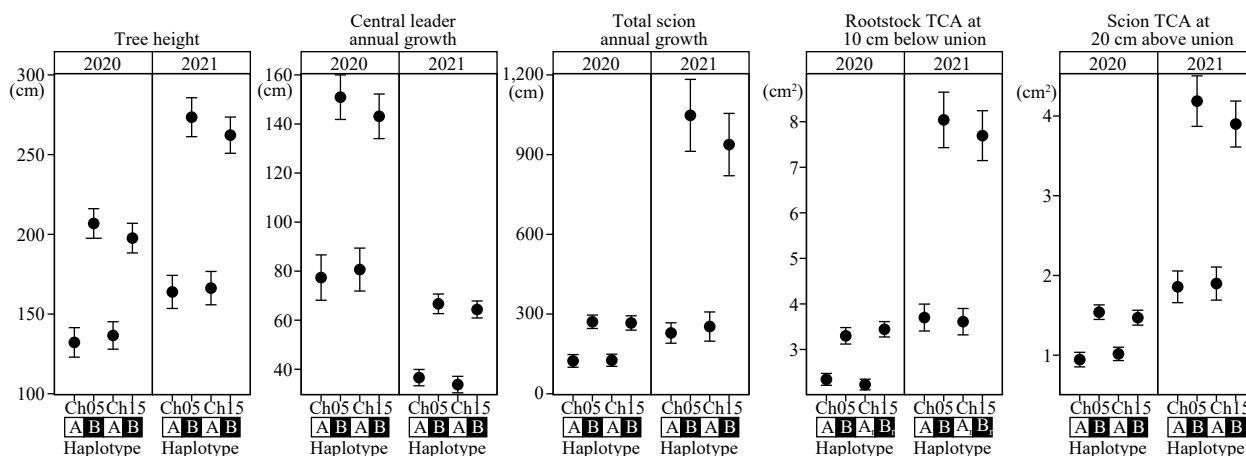 Tree height
2020 2021
300
(cm)
250
200
150
100
Ch05 Ch15 Ch05 Ch15
A B A B A B A B
Haplotype Haplotype
Central leader
annual growth
2020 2021
160
(cm)
140
120
100
80
60
40
Ch05 Ch15 Ch05 Ch15
A B A B A B A B
Haplotype Haplotype
Total scion
annual growth
2020 2021
1,200
(cm)
900
600
300
0
Ch05 Ch15 Ch05 Ch15
A B A B A B A B
Haplotype Haplotype
Rootstock TCA at
10 cm below union
2020 2021
(cm²)
8
7
6
5
4
3
Ch05 Ch15 Ch05 Ch15
A B A B A B A B
Haplotype Haplotype
Scion TCA at
20 cm above union
2020 2021
(cm²)
4
3
2
1
Ch05 Ch15 Ch05 Ch15
A B A B A B A B
Haplotype Haplotype